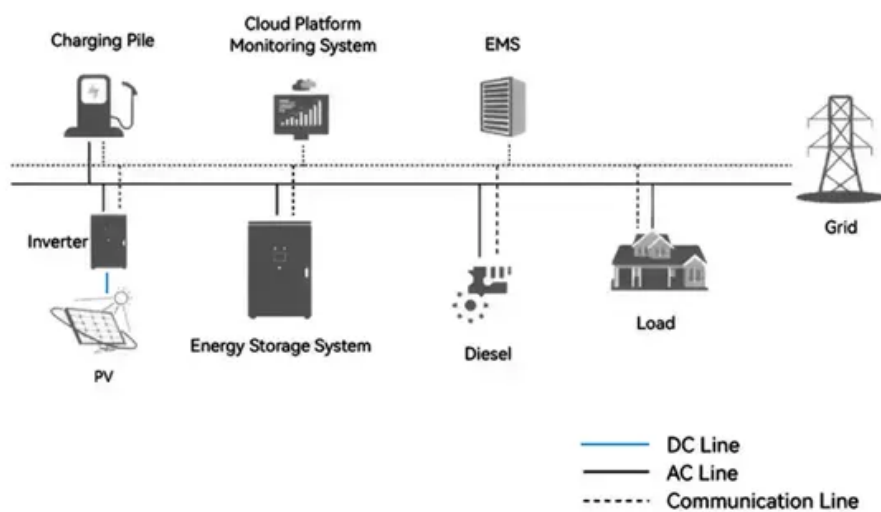 Charging Pile
Cloud Platform
Monitoring System
EMS
Grid
Inverter
PV
Energy Storage System
Diesel
Load
DC Line
AC Line
Communication Line